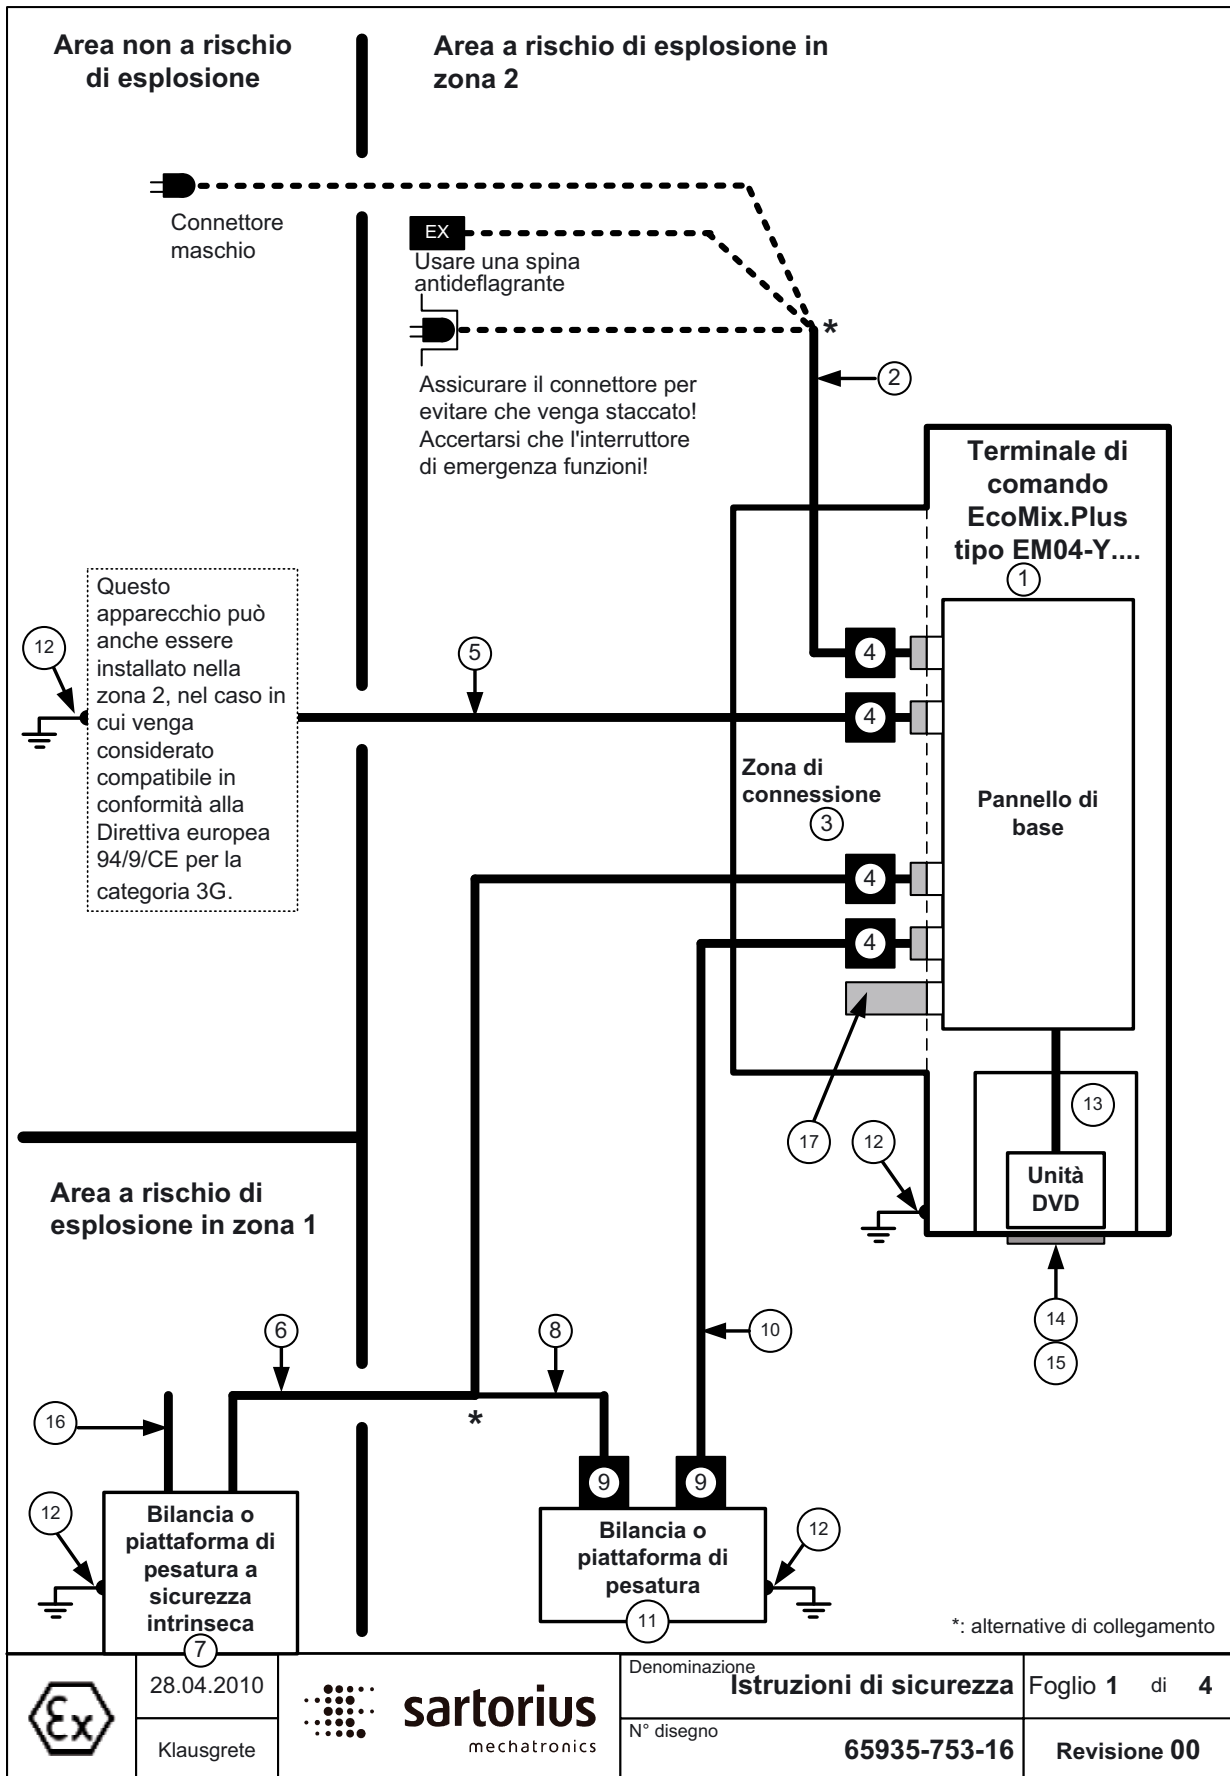 Area non a rischio
di esplosione
Area a rischio di esplosione in
zona 2
Connettore
maschio
EX
Usare una spina
antideflagrante
*
Assicurare il connettore per
evitare che venga staccato!
Accertarsi che l'interruttore
di emergenza funzioni!
2
Terminale di
comando
EcoMix.Plus
tipo EM04-Y....
1
Questo
apparecchio può
anche essere
installato nella
zona 2, nel caso in
cui venga
considerato
compatibile in
conformità alla
Direttiva europea
94/9/CE per la
categoria 3G.
12
5
4
4
Zona di
connessione
3
Pannello di
base
4
4
17
12
13
Unità
DVD
14
15
Area a rischio di
esplosione in zona 1
6
8
10
16
*
9
9
12
Bilancia o
piattaforma di
pesatura a
sicurezza
intrinseca
7
Bilancia o
piattaforma di
pesatura
11
12
*: alternative di collegamento
Ex
28.04.2010
Klausgrete
sartorius
mechatronics
Denominazione
Istruzioni di sicurezza
Foglio 1 di 4
N° disegno
65935-753-16
Revisione 00